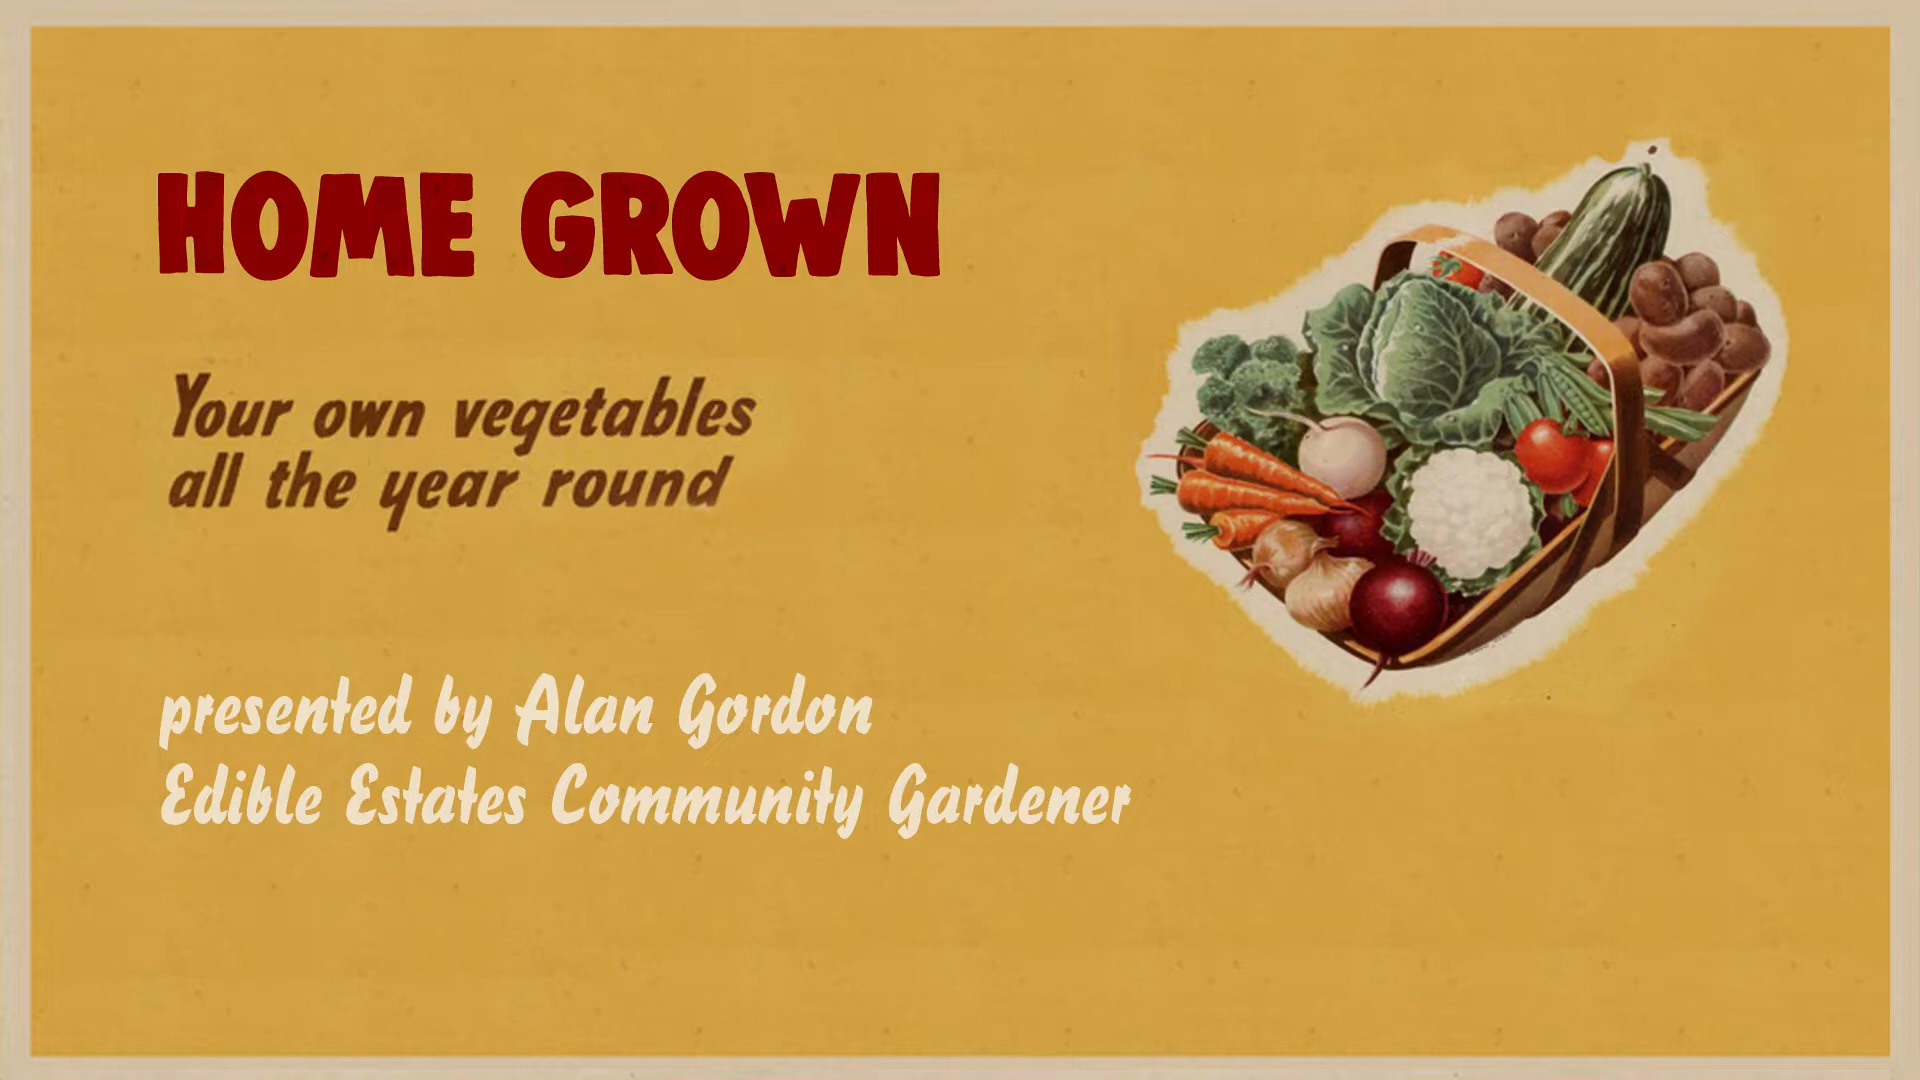 HOME GROWN
Your own vegetables
all the year round
presented by Alan Gordon
Edible Estates Community Gardener